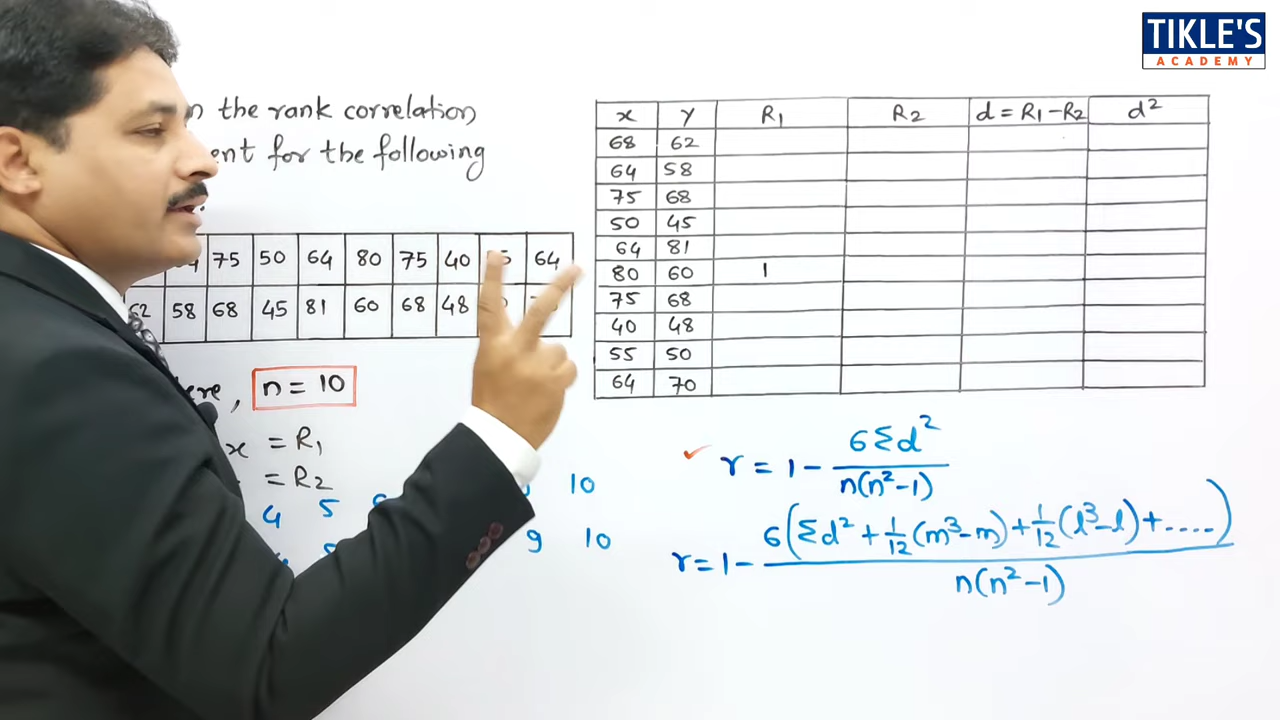 TIKLE'S
ACADEMY
the rank correlation
for the following
75 50 64 80 75 40 64
62 58 68 45 81 60 68 48
n = 10
x = R₁
= R₂
4 5 10
9 10
x y R₁ R₂ d = R₁ - R₂ d²
68 62
64 58
75 68
50 45
64 81
80 60 1
75 68
40 48
55 50
64 70
r = 1 - 6Σd² / n(n²-1)
r = 1 - 6(Σd² + 1/12 (m³-m) + 1/12 (l³-l) + .....) / n(n²-1)